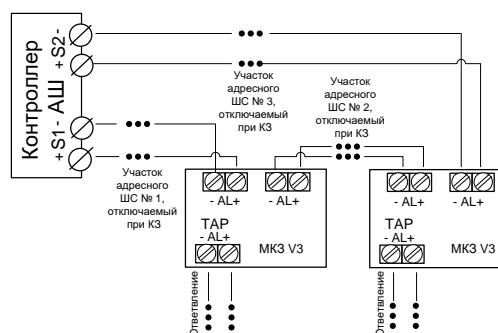 Контроллер
АШ
+ S1 -
+ S2 -
Участок
адресного
ШС № 3,
отключаемый
при КЗ
Участок
адресного
ШС № 2,
отключаемый
при КЗ
Участок
адресного
ШС № 1,
отключаемый
при КЗ
- AL+
- AL+
TAP
- AL+
МКЗ V3
Ответвление
- AL+
- AL+
TAP
- AL+
МКЗ V3
Ответвление